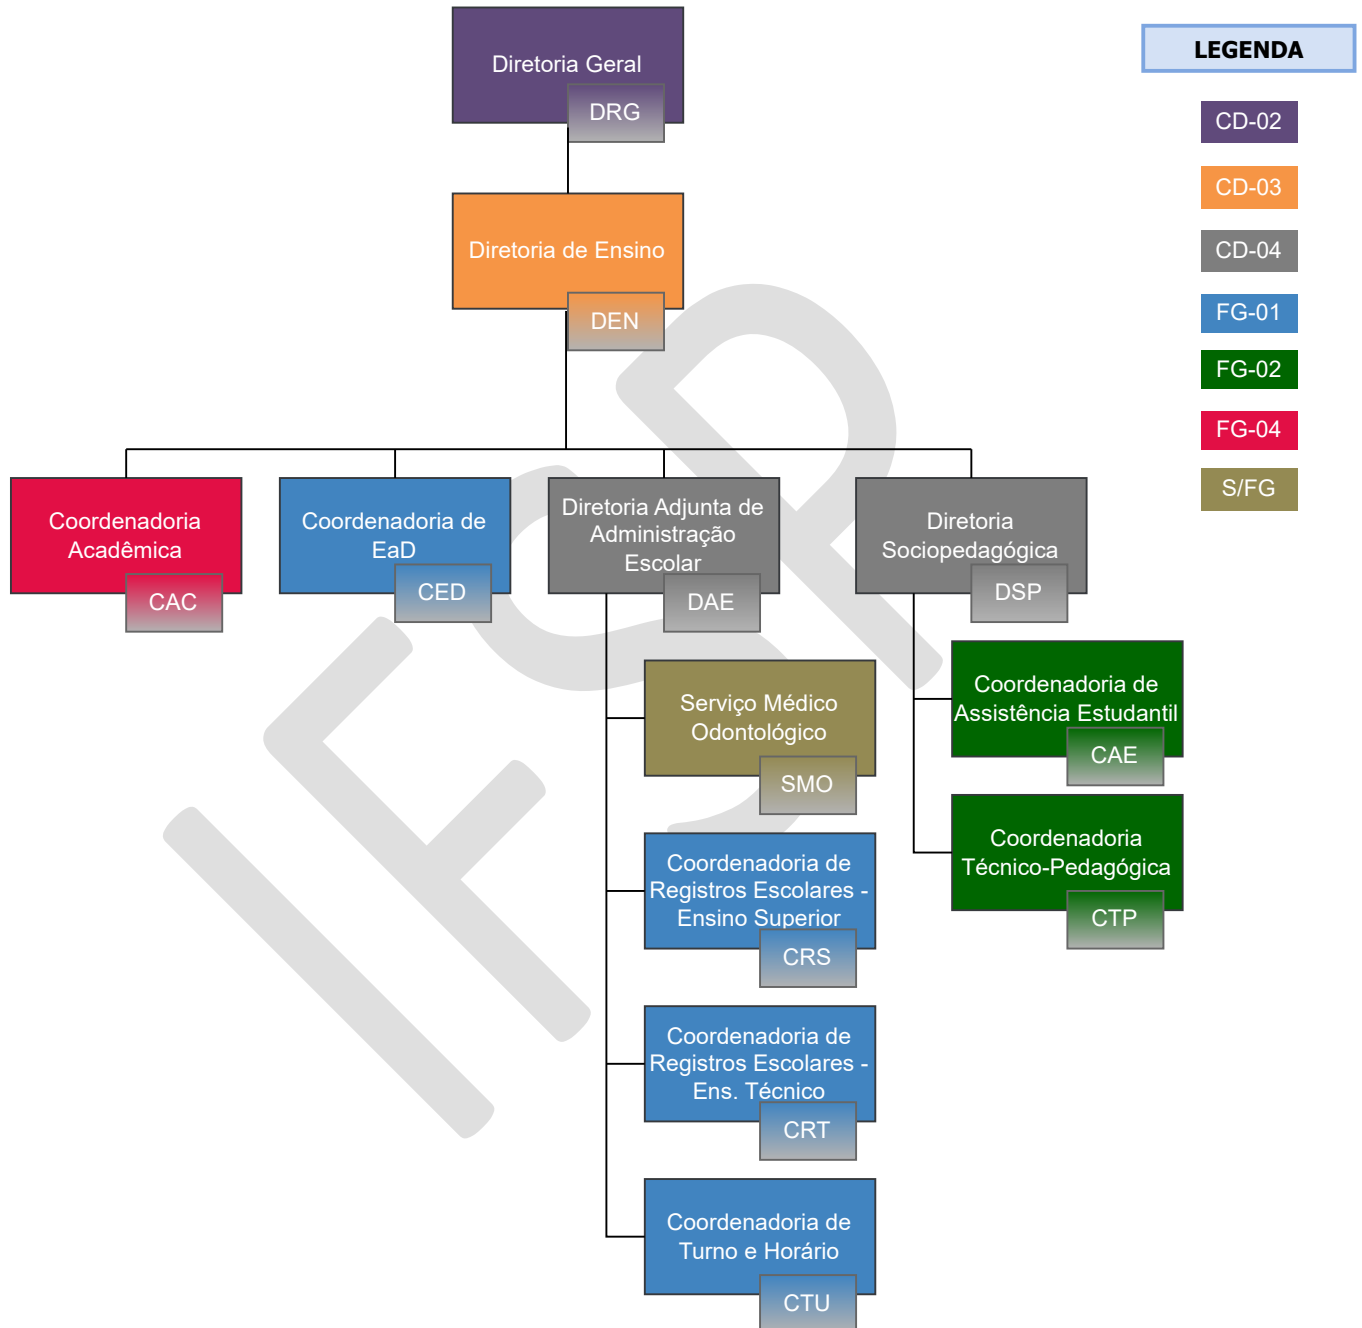 Diretoria Geral
DRG
LEGENDA
CD-02
CD-03
CD-04
FG-01
FG-02
FG-04
S/FG
Diretoria de Ensino
DEN
Coordenadoria
Acadêmica
CAC
Coordenadoria de
EaD
CED
Diretoria Adjunta de
Administração
Escolar
DAE
Diretoria
Sociopedagógica
DSP
Serviço Médico
Odontológico
SMO
Coordenadoria de
Registros Escolares -
Ensino Superior
CRS
Coordenadoria de
Registros Escolares -
Ens. Técnico
CRT
Coordenadoria de
Turno e Horário
CTU
Coordenadoria de
Assistência Estudantil
CAE
Coordenadoria
Técnico-Pedagógica
CTP
IFSP